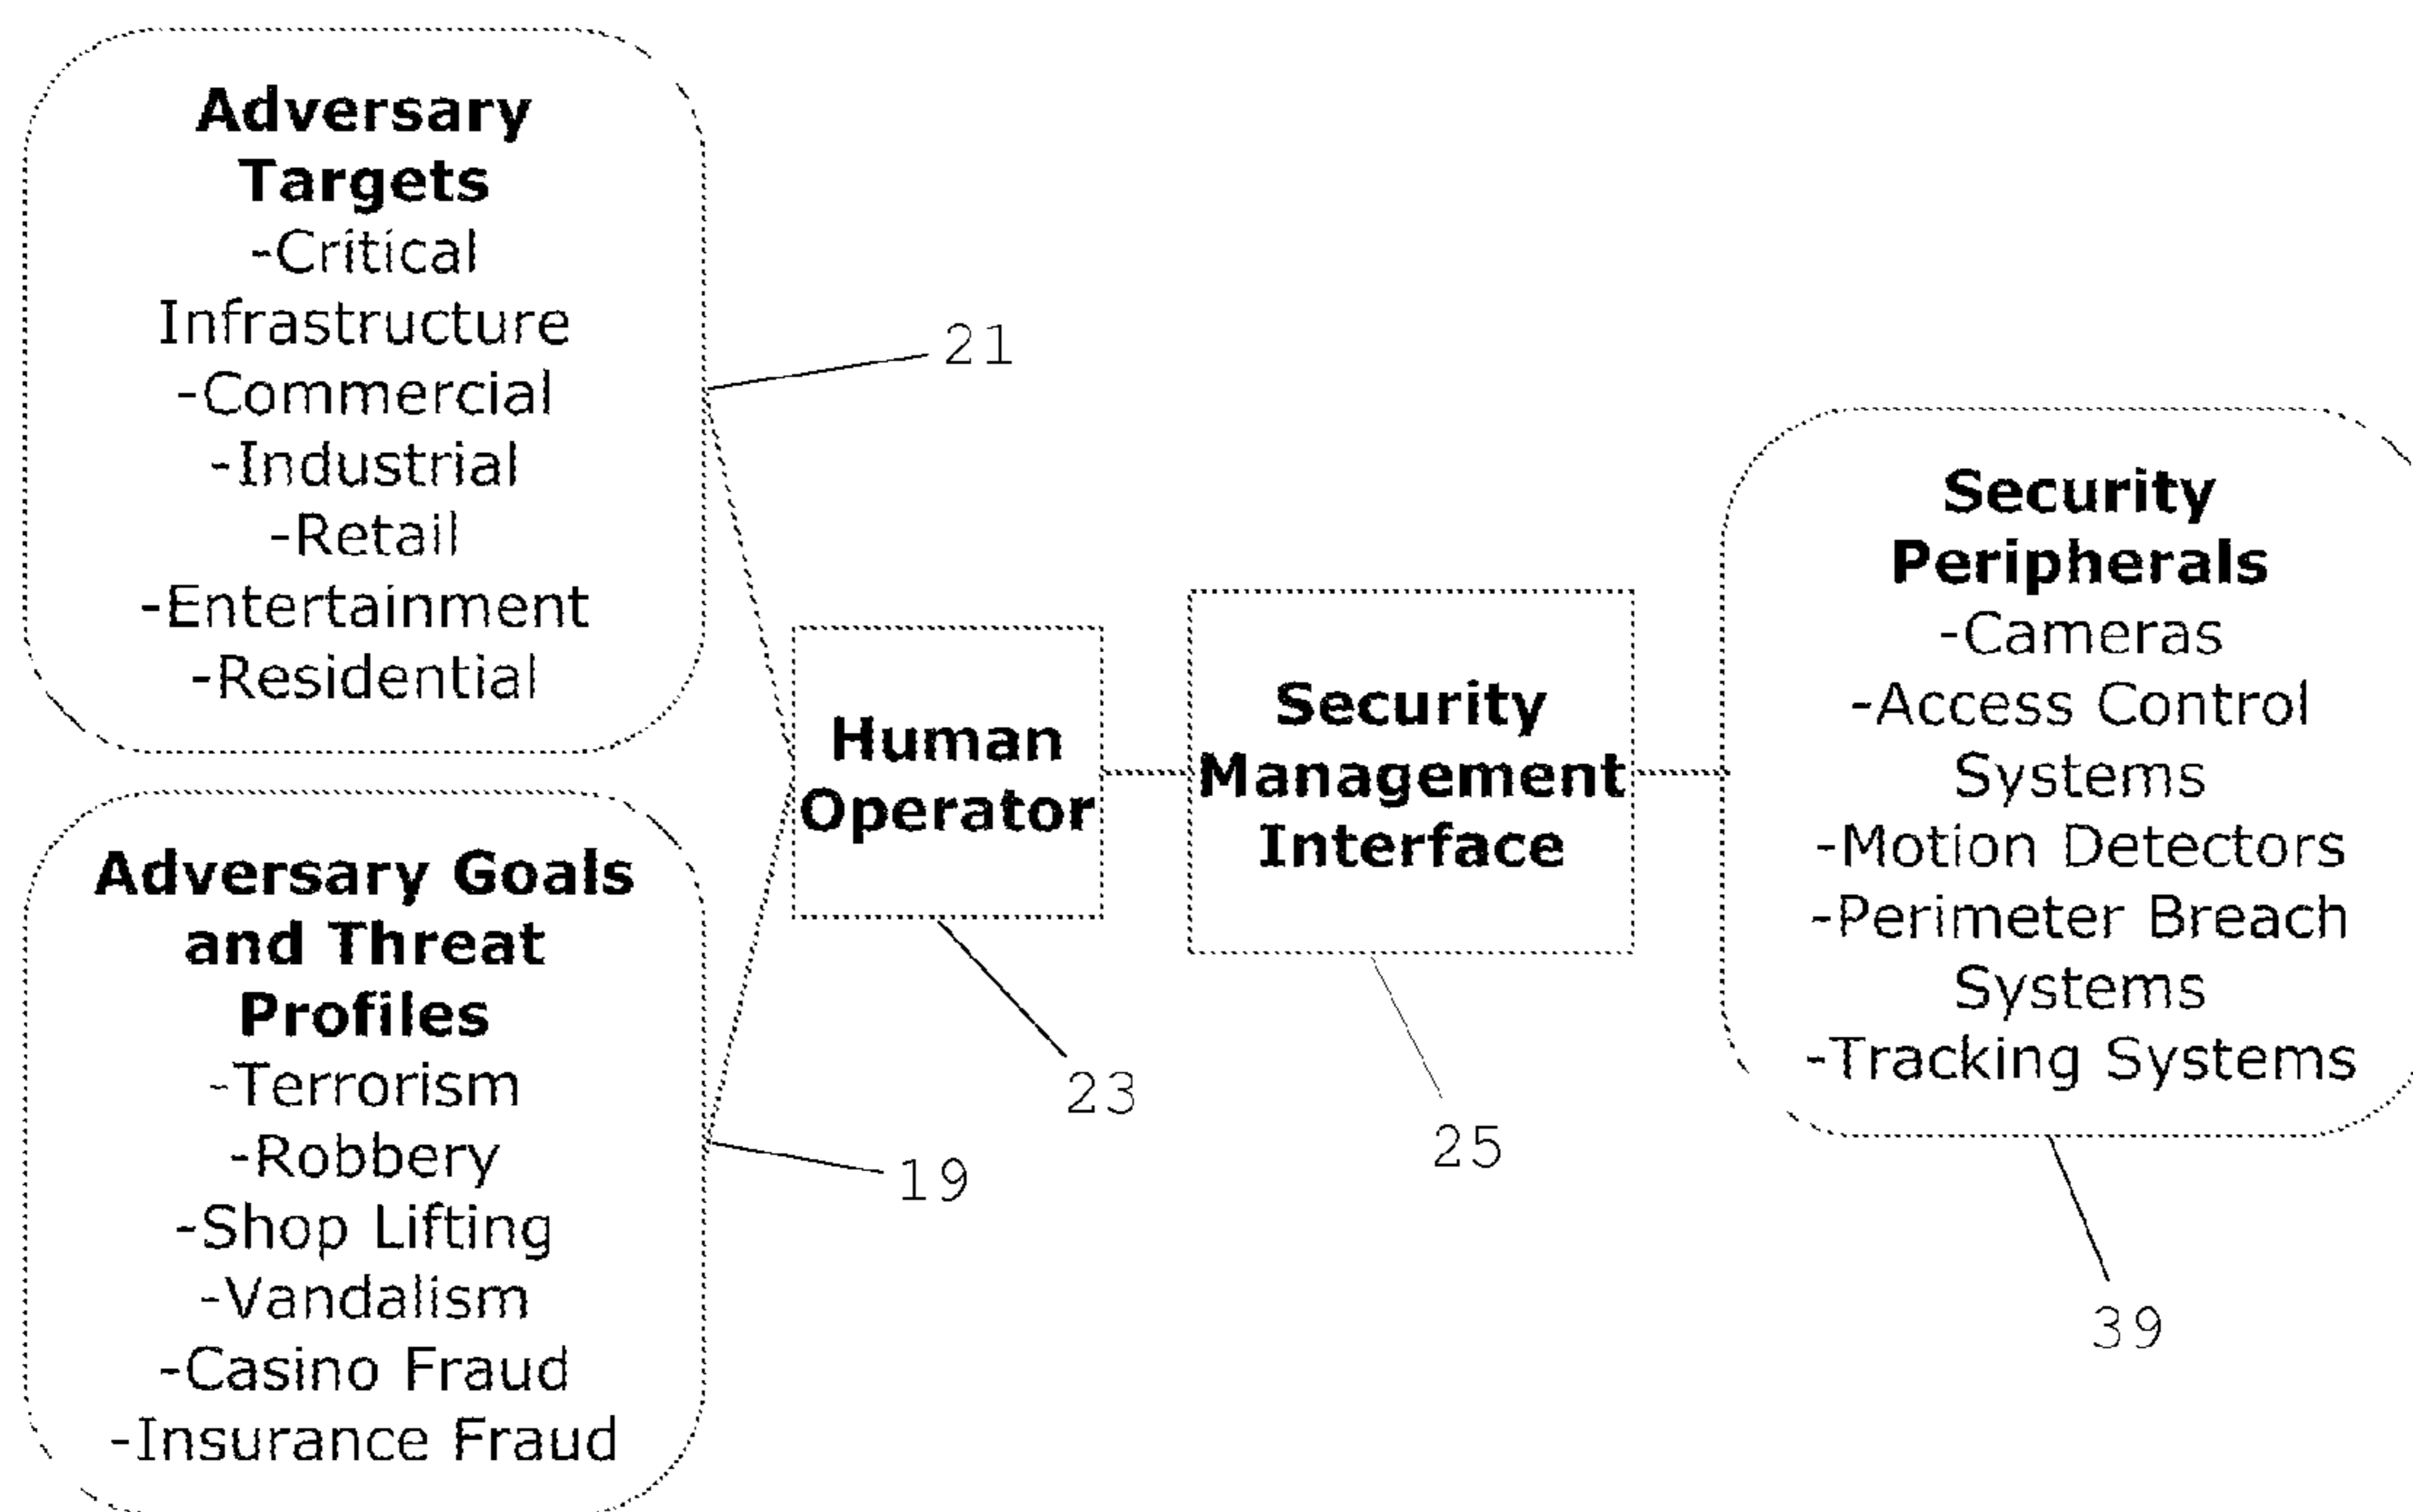 Adversary
Targets
-Critical
Infrastructure
-Commercial
-Industrial
-Retail
-Entertainment
-Residential
21
Adversary Goals
and Threat
Profiles
-Terrorism
-Robbery
-Shop Lifting
-Vandalism
-Casino Fraud
-Insurance Fraud
19
Human
Operator
23
Security
Management
Interface
25
Security
Peripherals
-Cameras
-Access Control
Systems
-Motion Detectors
-Perimeter Breach
Systems
-Tracking Systems
39